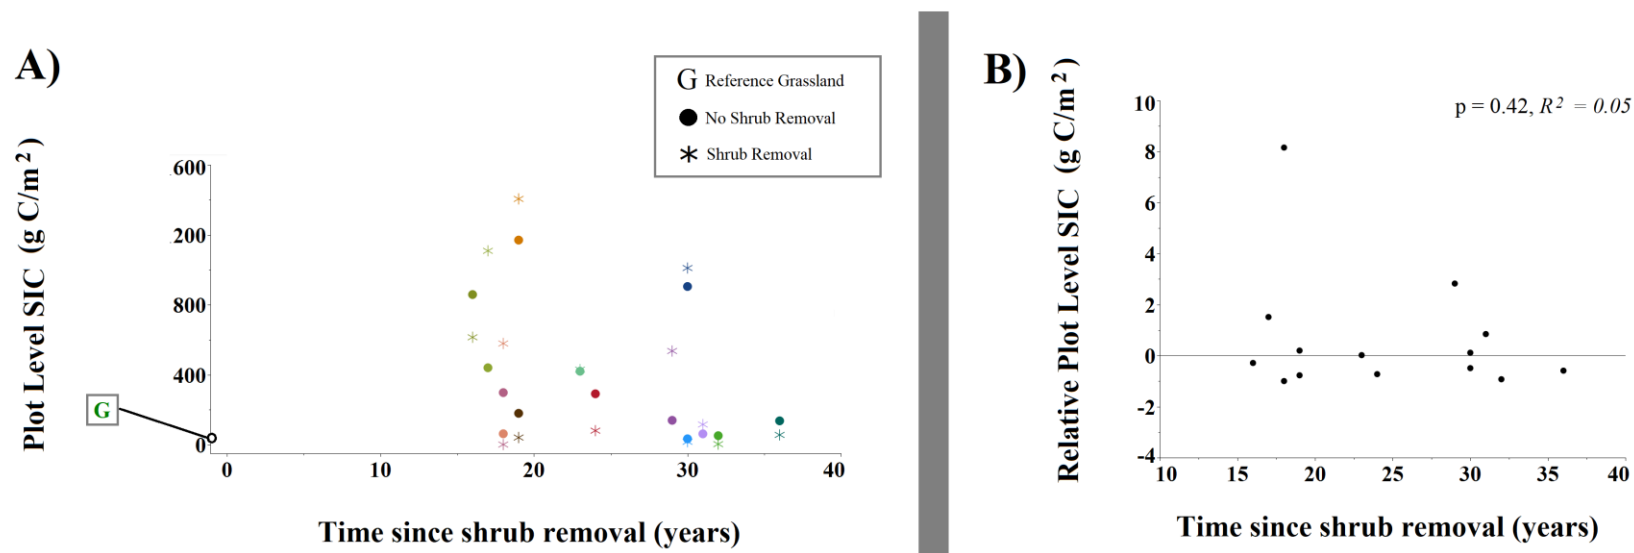 A)
G Reference Grassland
No Shrub Removal
Shrub Removal
Plot Level SIC (g C/m²)
600
200
800
400
0
G
0 10 20 30 40
Time since shrub removal (years)
B)
p = 0.42, R² = 0.05
Relative Plot Level SIC (g C/m²)
10
8
6
4
2
0
-2
-4
10 15 20 25 30 35 40
Time since shrub removal (years)